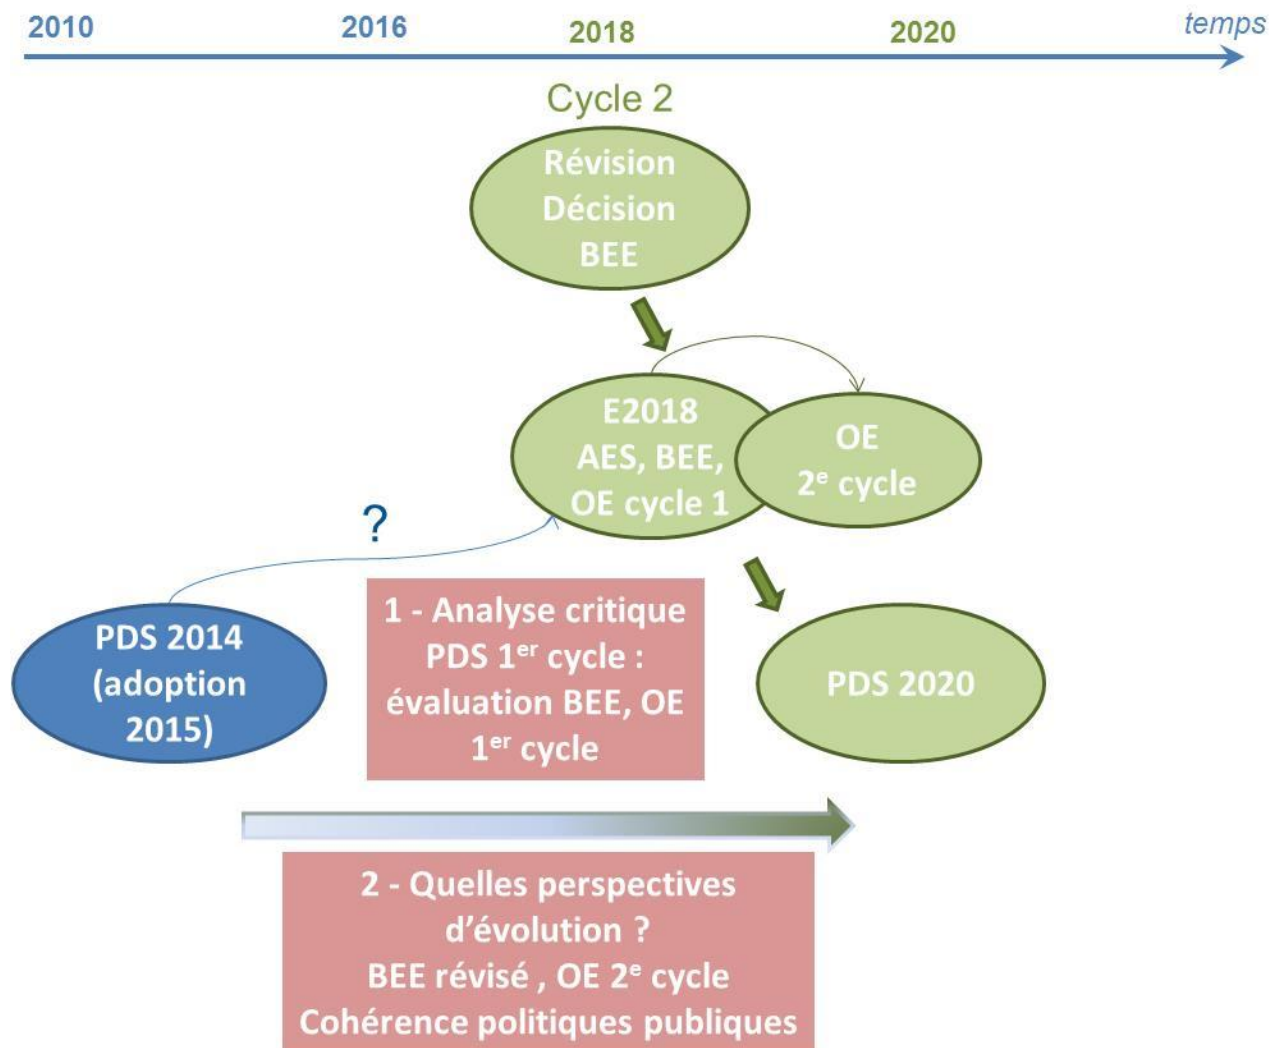 2010 2016 2018 2020 temps
Cycle 2
Révision
Décision
BEE
E2018
AES, BEE,
OE cycle 1
OE
2e cycle
?
PDS 2014
(adoption
2015)
1 - Analyse critique
PDS 1er cycle :
évaluation BEE, OE
1er cycle
PDS 2020
2 - Quelles perspectives
d’évolution ?
BEE révisé , OE 2e cycle
Cohérence politiques publiques